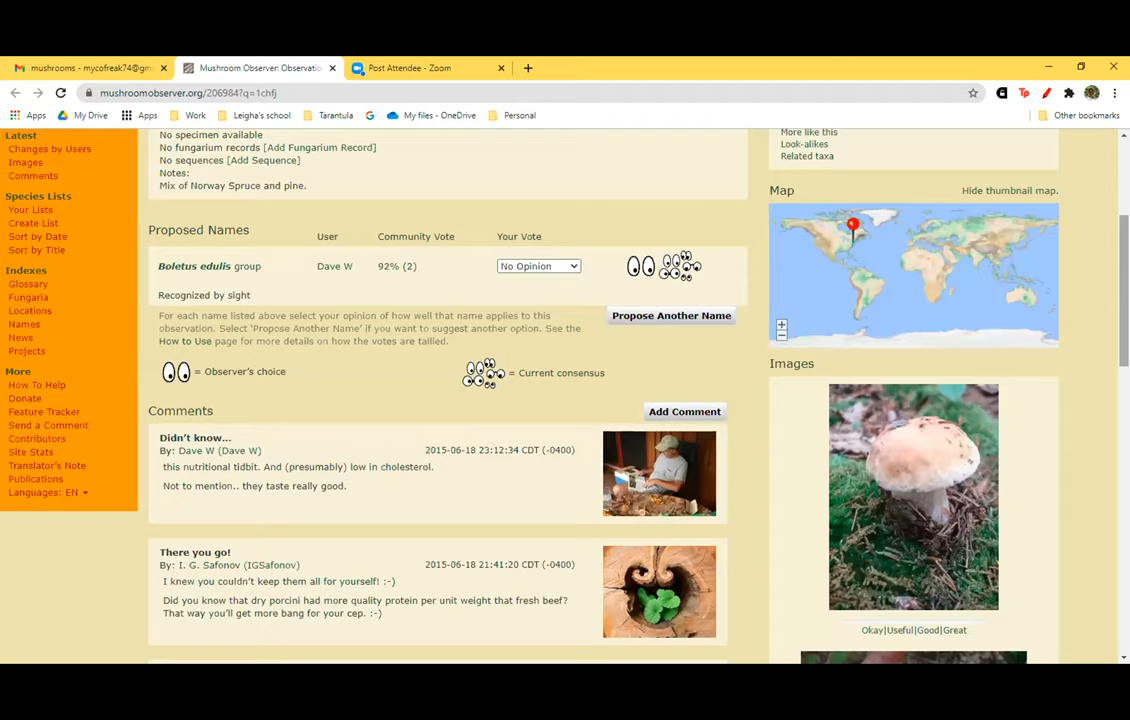 mushrooms - mycofreak74@gm
Mushroom Observer: Observatio
Post Attendee - Zoom
mushroomobserver.org/206984?q=1chfj
Apps
My Drive
Apps
Work
Leigha's school
Tarantula
My files - OneDrive
Personal
Other bookmarks
Latest
Changes by Users
Images
Comments
Species Lists
Your Lists
Create List
Sort by Date
Sort by Title
Indexes
Glossary
Fungaria
Locations
Names
News
Projects
More
How To Help
Donate
Feature Tracker
Send a Comment
Contributors
Site Stats
Translator's Note
Publications
Languages: EN
No specimen available
No fungarium records [Add Fungarium Record]
No sequences [Add Sequence]
Notes:
Mix of Norway Spruce and pine.
Proposed Names
User
Community Vote
Your Vote
Boletus edulis group
Dave W
92% (2)
No Opinion
Recognized by sight
For each name listed above select your opinion of how well that name applies to this
observation. Select 'Propose Another Name' if you want to suggest another option. See the
How to Use page for more details on how the votes are tallied.
Propose Another Name
= Observer's choice
= Current consensus
Comments
Add Comment
Didn't know...
By: Dave W (Dave W)
2015-06-18 23:12:34 CDT (-0400)
this nutritional tidbit. And (presumably) low in cholesterol.
Not to mention.. they taste really good.
There you go!
By: I. G. Safonov (IGSafonov)
2015-06-18 21:41:20 CDT (-0400)
I knew you couldn't keep them all for yourself! :-)
Did you know that dry porcini had more quality protein per unit weight that fresh beef?
That way you'll get more bang for your cep. :-)
More like this
Look-alikes
Related taxa
Map
Hide thumbnail map.
+
−
Images
Okay|Useful|Good|Great